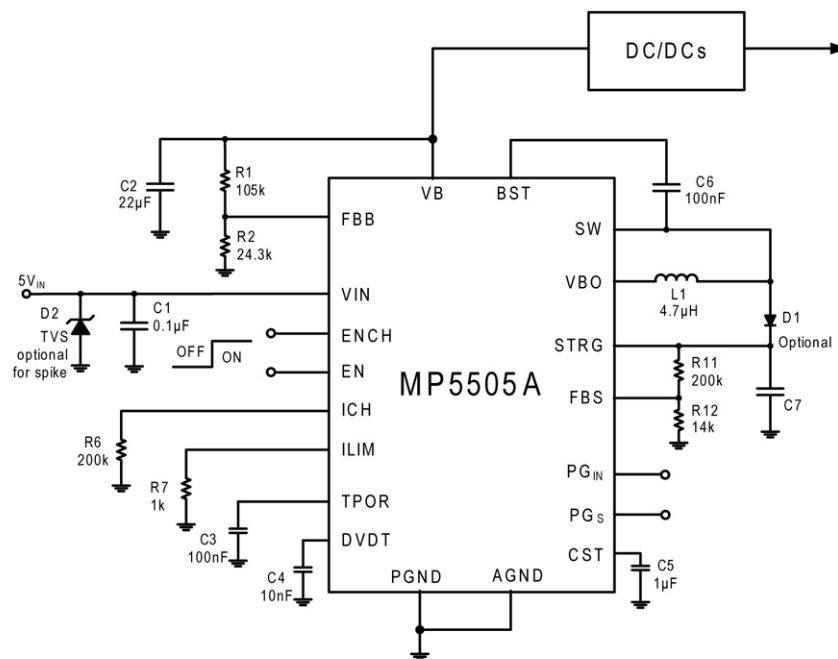 DC/DCs
C2
22µF
R1
105k
R2
24.3k
VB
BST
C6
100nF
FBB
SW
5VIN
VIN
VBO
L1
4.7µH
D2
TVS
optional
for spike
C1
0.1µF
OFF
ON
ENCH
EN
STRG
D1
Optional
MP5505A
R11
200k
FBS
R12
14k
C7
ICH
R6
200k
ILIM
R7
1k
PGIN
TPOR
C3
100nF
PGS
DVDT
C4
10nF
CST
C5
1µF
PGND
AGND